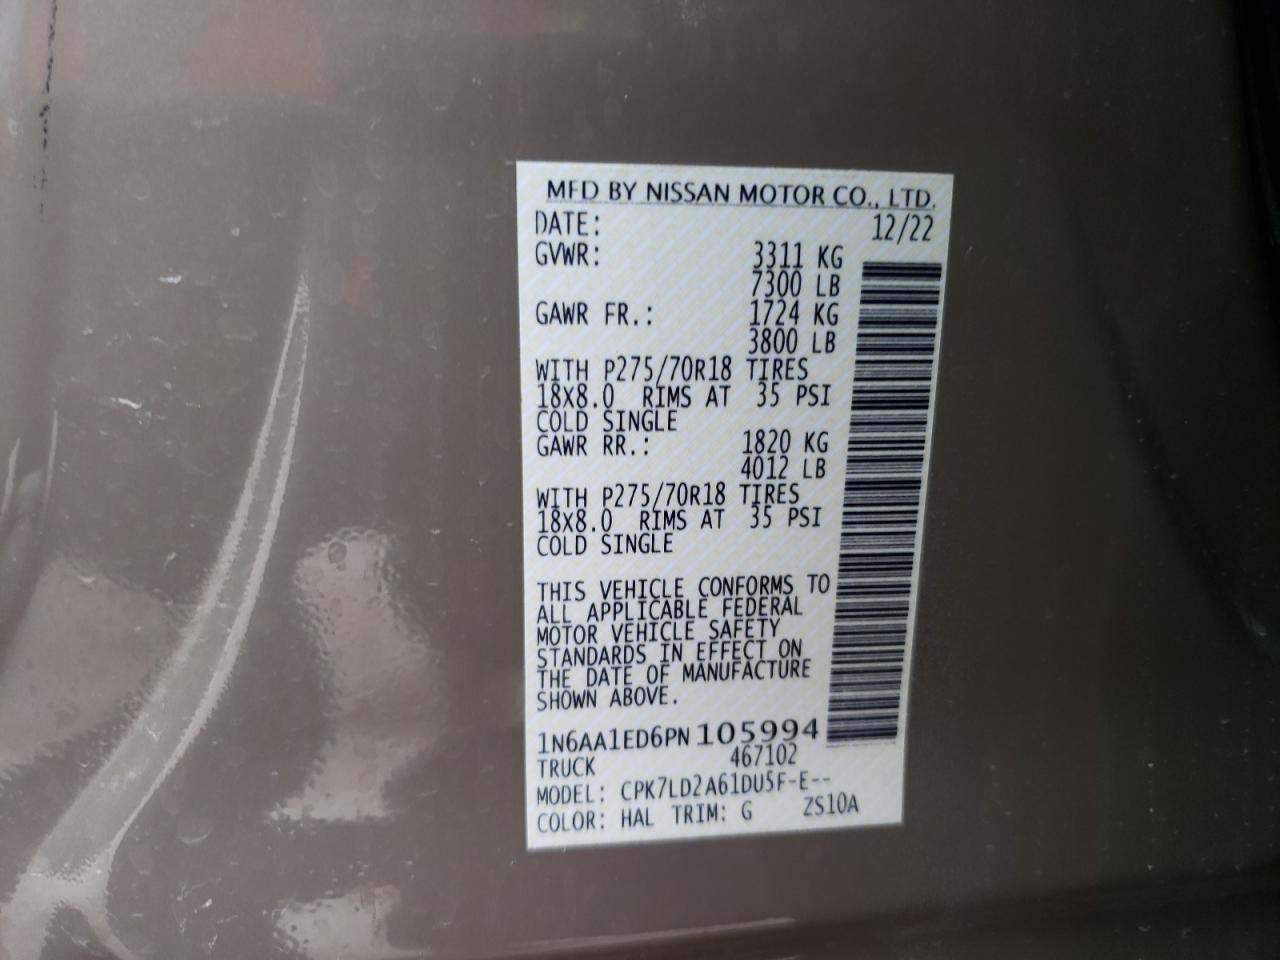 MFD BY NISSAN MOTOR CO., LTD.
DATE: 12/22
GVWR: 3311 KG
7300 LB
GAWR FR.: 1724 KG
3800 LB
WITH P275/70R18 TIRES
18X8.0 RIMS AT 35 PSI
COLD SINGLE
GAWR RR.: 1820 KG
4012 LB
WITH P275/70R18 TIRES
18X8.0 RIMS AT 35 PSI
COLD SINGLE
THIS VEHICLE CONFORMS TO
ALL APPLICABLE FEDERAL
MOTOR VEHICLE SAFETY
STANDARDS IN EFFECT ON
THE DATE OF MANUFACTURE
SHOWN ABOVE.
1N6AA1ED6PN105994
TRUCK 467102
MODEL: CPK7LD2A61DU5F-E--
COLOR: HAL TRIM: G ZS10A